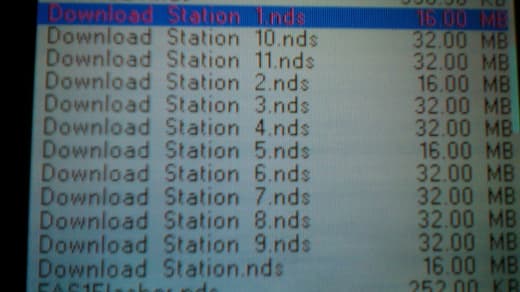 Download Station 1.nds 16.00 MB
Download Station 10.nds 32.00 MB
Download Station 11.nds 32.00 MB
Download Station 2.nds 16.00 MB
Download Station 3.nds 32.00 MB
Download Station 4.nds 32.00 MB
Download Station 5.nds 16.00 MB
Download Station 6.nds 32.00 MB
Download Station 7.nds 32.00 MB
Download Station 8.nds 32.00 MB
Download Station 9.nds 32.00 MB
Download Station.nds 16.00 MB
252.00 KB